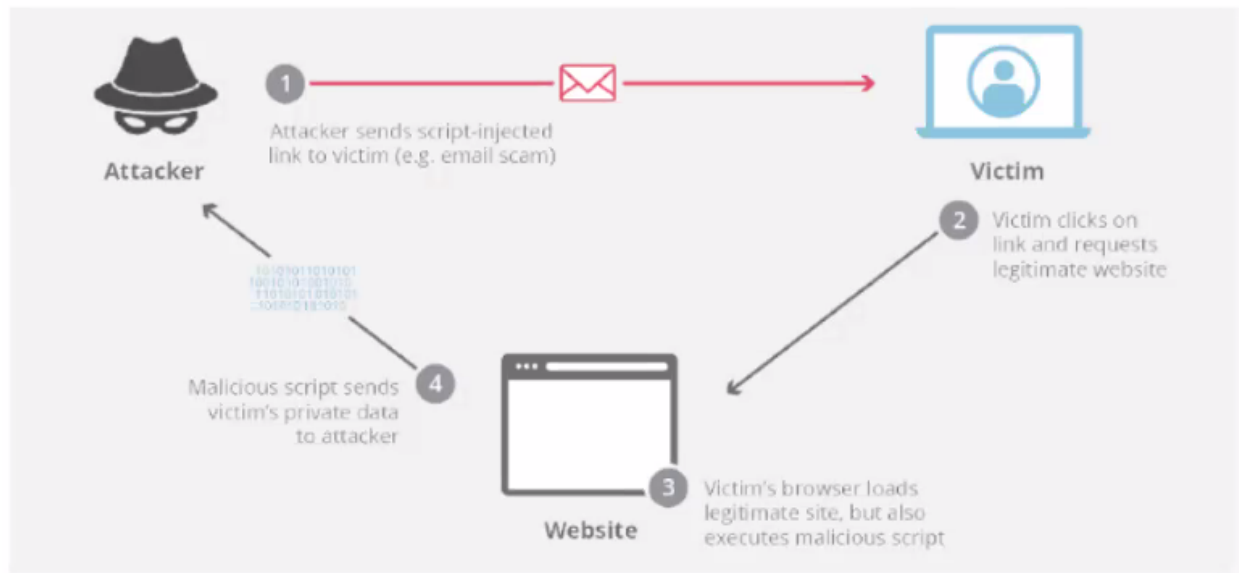 1
Attacker sends script-injected
link to victim (e.g. email scam)
Attacker
Victim
2
Victim clicks on
link and requests
legitimate website
4
Malicious script sends
victim's private data
to attacker
3
Victim's browser loads
legitimate site, but also
executes malicious script
Website